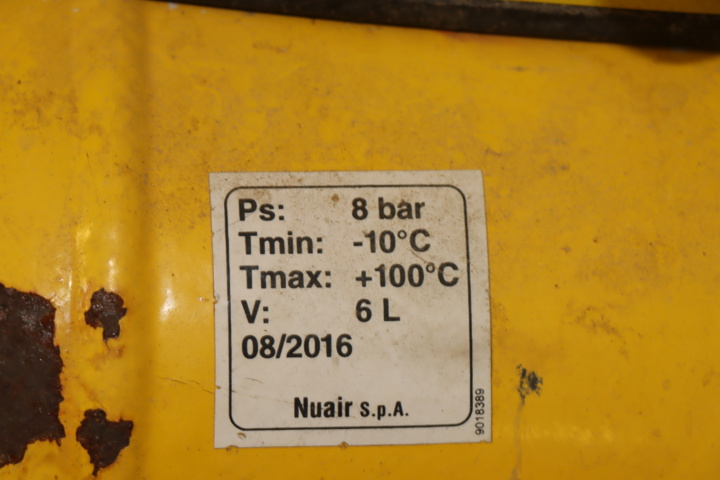 Ps: 8 bar
Tmin: -10°C
Tmax: +100°C
V: 6 L
08/2016
Nuair S.p.A.
9018389